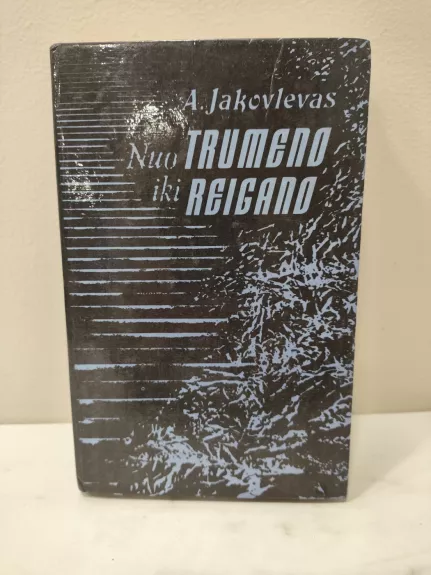 A. Jakovlevas
Nuo TRUMENO
iki REIGANO